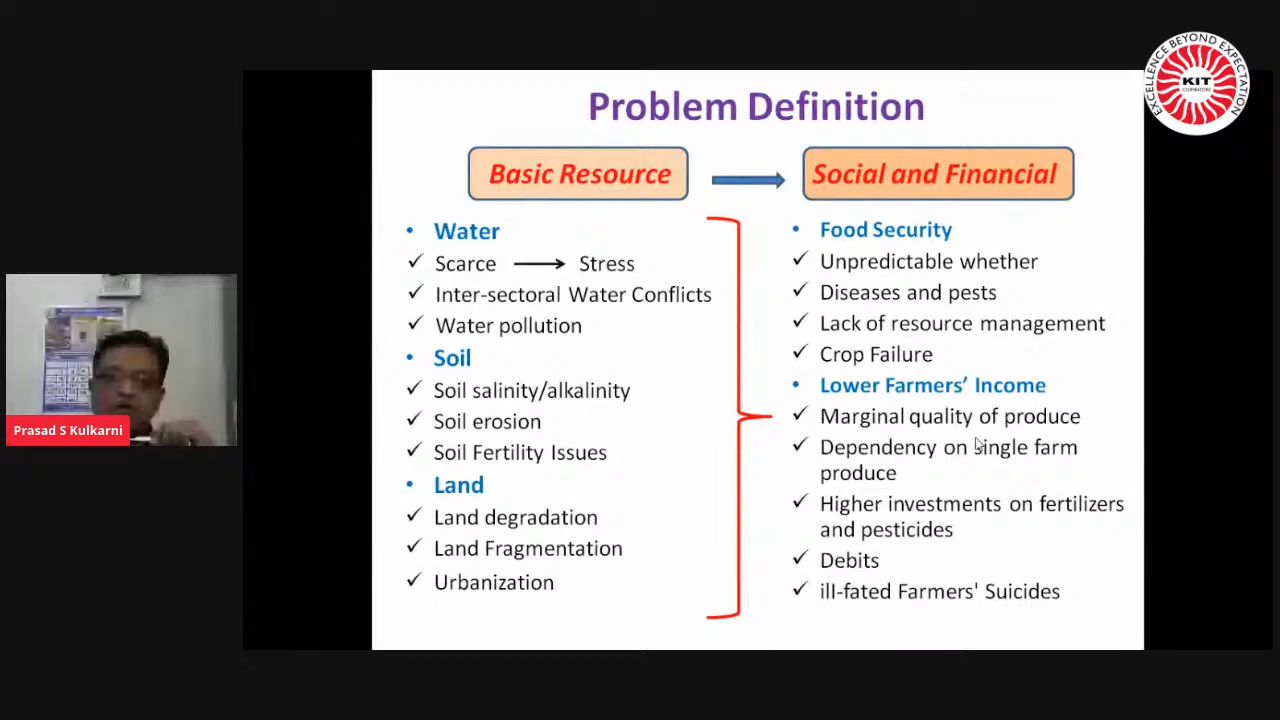 Problem Definition
Basic Resource
Social and Financial
• Water
✓ Scarce → Stress
✓ Inter-sectoral Water Conflicts
✓ Water pollution
• Soil
✓ Soil salinity/alkalinity
✓ Soil erosion
✓ Soil Fertility Issues
• Land
✓ Land degradation
✓ Land Fragmentation
✓ Urbanization
• Food Security
✓ Unpredictable whether
✓ Diseases and pests
✓ Lack of resource management
✓ Crop Failure
• Lower Farmers' Income
✓ Marginal quality of produce
✓ Dependency on single farm
produce
✓ Higher investments on fertilizers
and pesticides
✓ Debits
✓ ill-fated Farmers' Suicides
Prasad S Kulkarni
EXCELLENCE BEYOND EXPECTATION
KIT
COIMBATORE